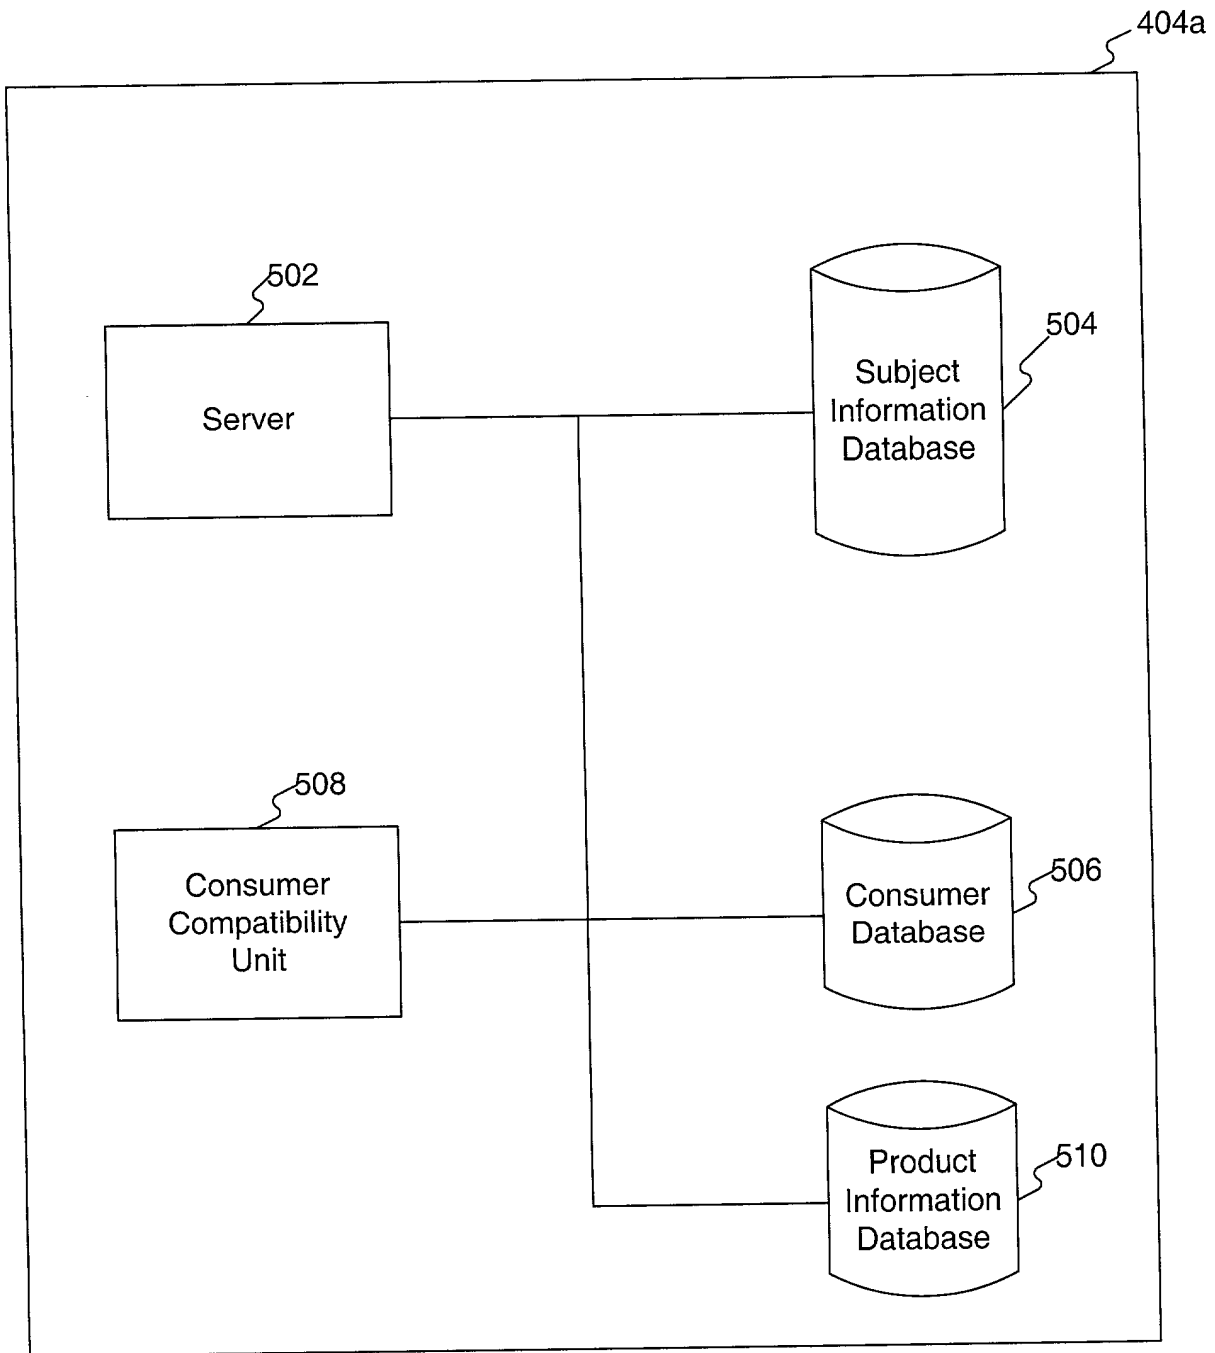 404a
502
Server
Subject
Information
Database
504
508
Consumer
Compatibility
Unit
Consumer
Database
506
Product
Information
Database
510